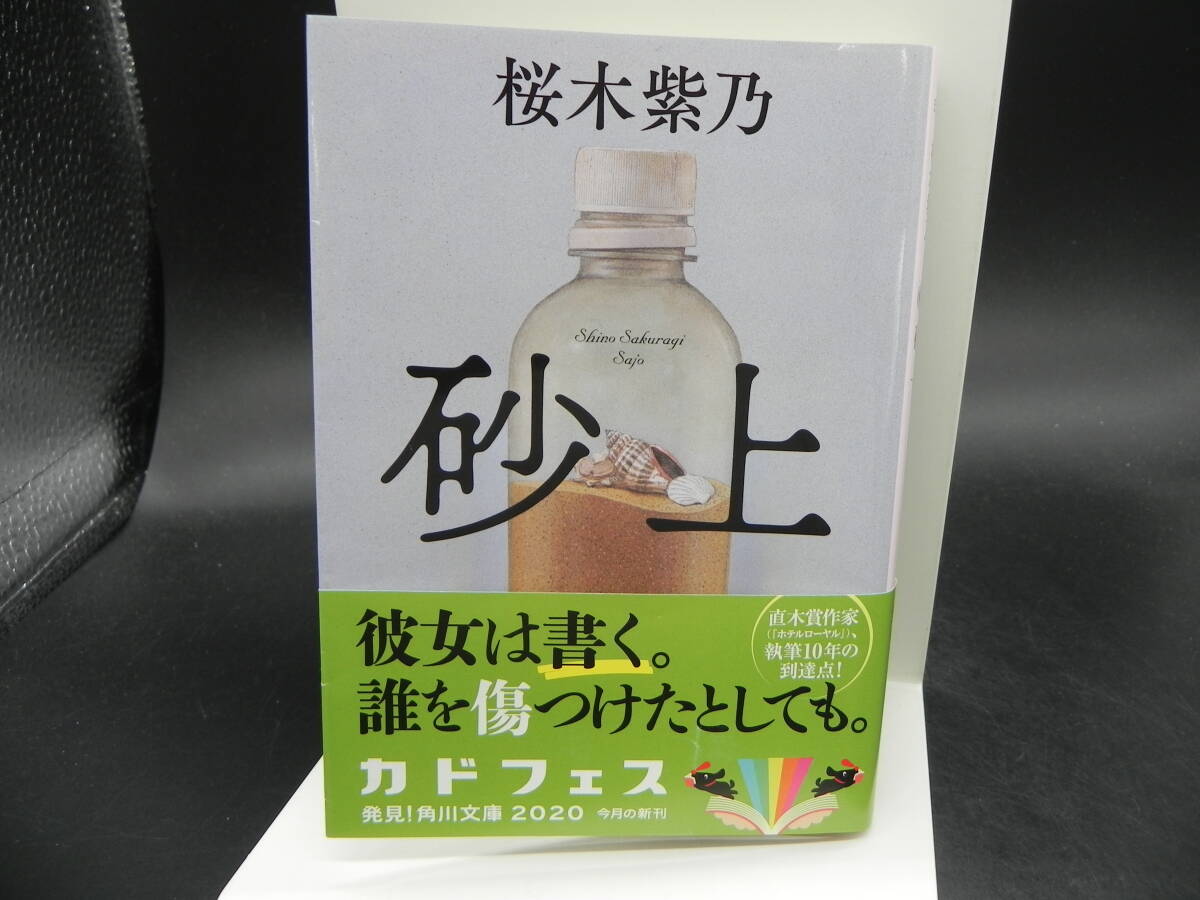 桜木紫乃
Shino Sakuragi
Sajo
砂上
彼女は書く。
誰を傷つけたとしても。
直木賞作家
(「ホテルローヤル」)、
執筆10年の
到達点!
カドフェス
発見!角川文庫 2020 今月の新刊